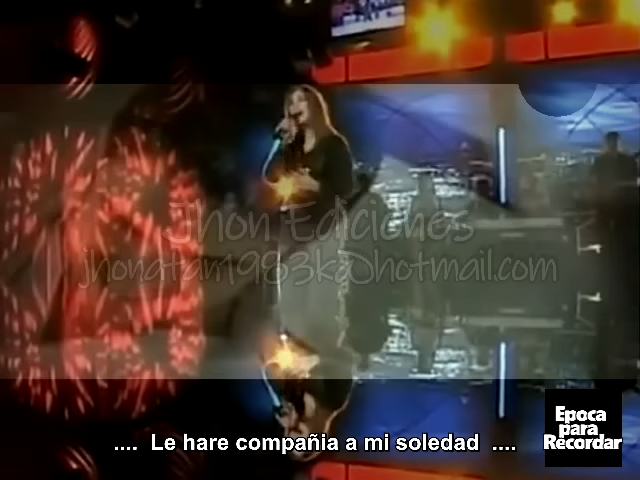 Jhon Ediciones
jhonatan1983k@hotmail.com
.... Le hare compañia a mi soledad ....
Epoca
para
Recordar